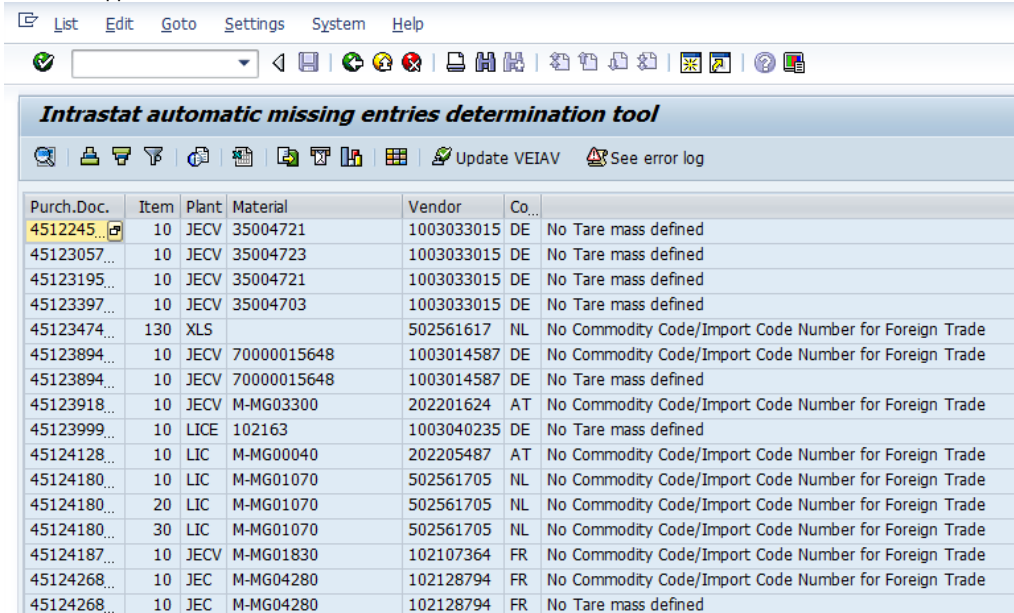 List Edit Goto Settings System Help
Intrastat automatic missing entries determination tool
Update VEIAV See error log
Purch.Doc. Item Plant Material Vendor Co...
4512245... 10 JECV 35004721 1003033015 DE No Tare mass defined
45123057... 10 JECV 35004723 1003033015 DE No Tare mass defined
45123195... 10 JECV 35004721 1003033015 DE No Tare mass defined
45123397... 10 JECV 35004703 1003033015 DE No Tare mass defined
45123474... 130 XLS 502561617 NL No Commodity Code/Import Code Number for Foreign Trade
45123894... 10 JECV 70000015648 1003014587 DE No Commodity Code/Import Code Number for Foreign Trade
45123894... 10 JECV 70000015648 1003014587 DE No Tare mass defined
45123918... 10 JECV M-MG03300 202201624 AT No Commodity Code/Import Code Number for Foreign Trade
45123999... 10 LICE 102163 1003040235 DE No Tare mass defined
45124128... 10 LIC M-MG00040 202205487 AT No Commodity Code/Import Code Number for Foreign Trade
45124180... 10 LIC M-MG01070 502561705 NL No Commodity Code/Import Code Number for Foreign Trade
45124180... 20 LIC M-MG01070 502561705 NL No Commodity Code/Import Code Number for Foreign Trade
45124180... 30 LIC M-MG01070 502561705 NL No Commodity Code/Import Code Number for Foreign Trade
45124187... 10 JECV M-MG01830 102107364 FR No Commodity Code/Import Code Number for Foreign Trade
45124268... 10 JEC M-MG04280 102128794 FR No Commodity Code/Import Code Number for Foreign Trade
45124268... 10 JEC M-MG04280 102128794 FR No Tare mass defined